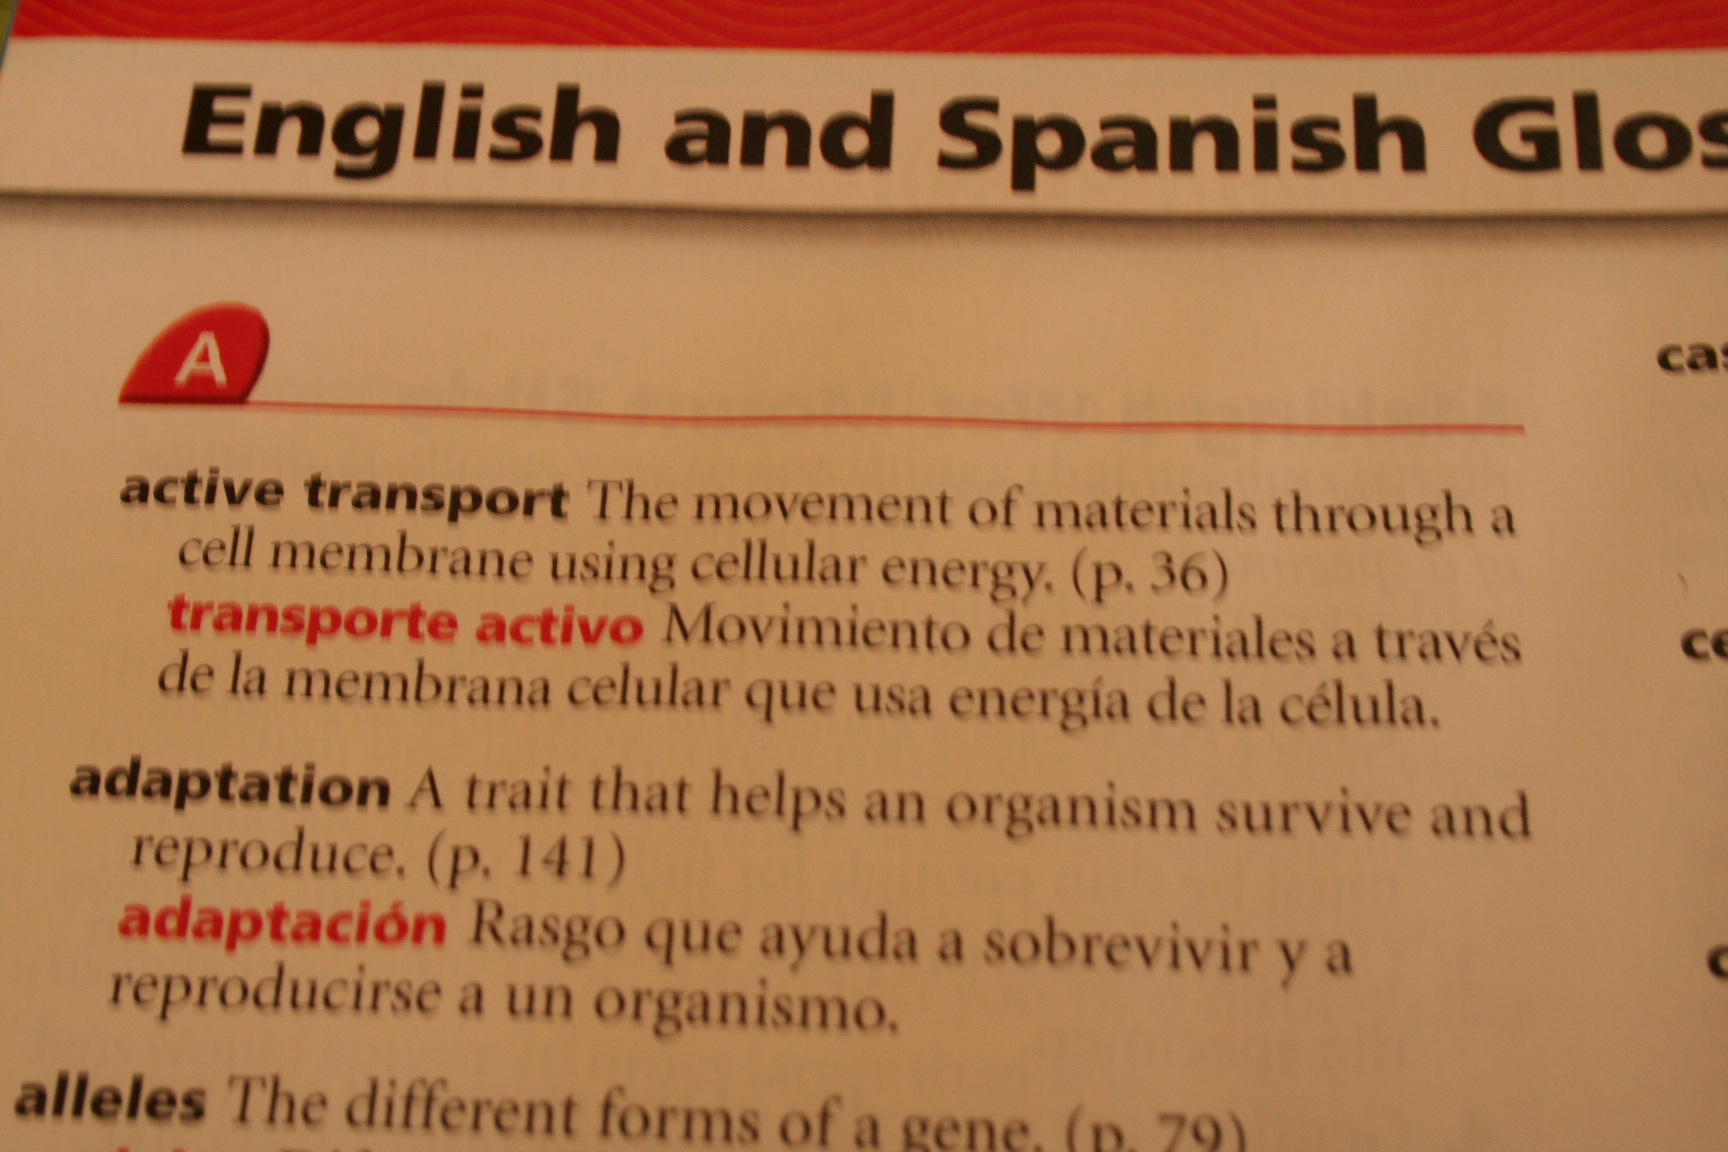 English and Spanish
A
active transport The movement of materials through a
cell membrane using cellular energy. (p. 36)
transporte activo Movimiento de materiales a través
de la membrana celular que usa energía de la célula.
adaptation A trait that helps an organism survive and
reproduce. (p. 141)
adaptación Rasgo que ayuda a sobrevivir y a
reproducirse a un organismo.
alleles The different forms of a gene. (p. 79)